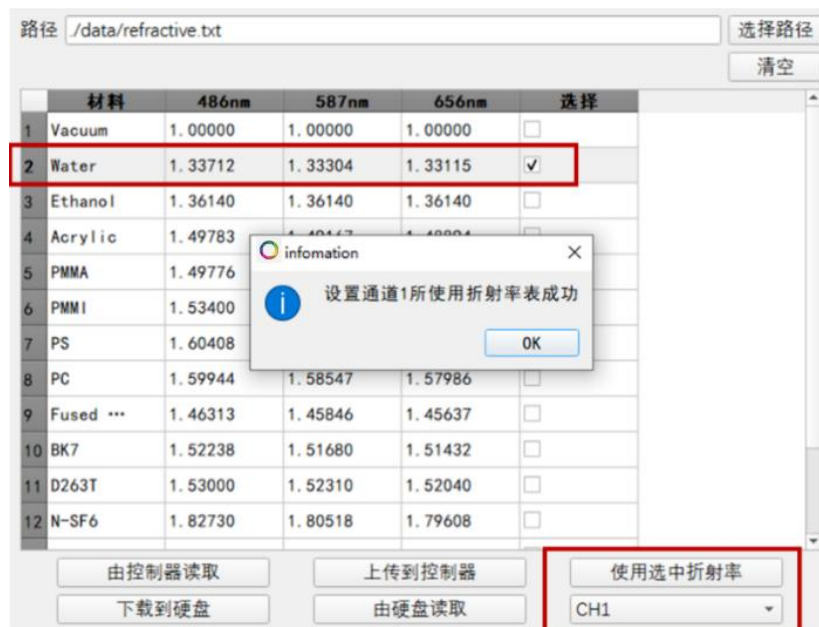 路径 ./data/refractive.txt 选择路径
清空
材料 486nm 587nm 656nm 选择
1 Vacuum 1.00000 1.00000 1.00000
2 Water 1.33712 1.33304 1.33115
3 Ethanol 1.36140 1.36140 1.36140
4 Acrylic 1.49783
infomation
5 PMMA 1.49776
设置通道1所使用折射率表成功
6 PMMI 1.53400
7 PS 1.60408
OK
8 PC 1.59944 1.58547 1.57986
9 Fused ⋯ 1.46313 1.45846 1.45637
10 BK7 1.52238 1.51680 1.51432
11 D263T 1.53000 1.52310 1.52040
12 N-SF6 1.82730 1.80518 1.79608
由控制器读取 上传到控制器 使用选中折射率
下载到硬盘 由硬盘读取 CH1